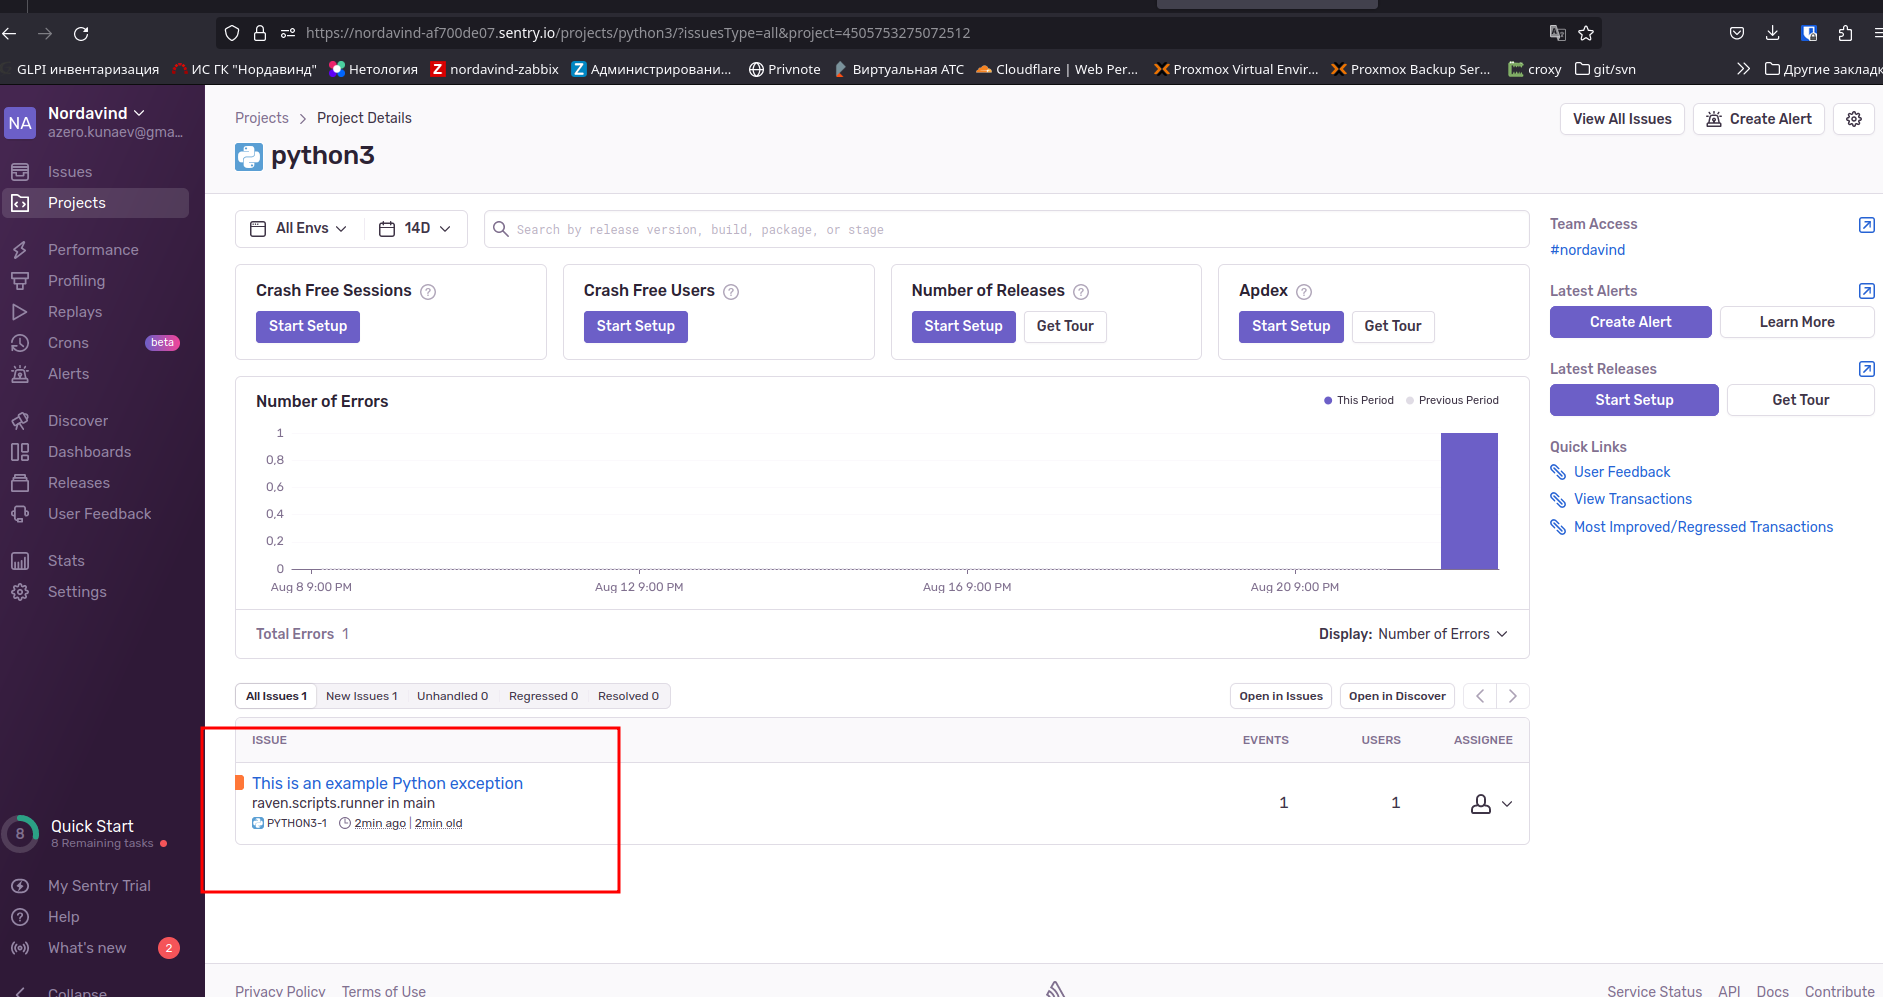 https://nordavind-af700de07.sentry.io/projects/python3/?issuesType=all&project=4505753275072512
GLPI инвентаризация ИС ГК "Нордавинд" Нетология nordavind-zabbix Администрировани... Privnote Виртуальная АТС Cloudflare | Web Per... Proxmox Virtual Envir... Proxmox Backup Ser... croxy git/svn Другие закладк
NA
Nordavind
azero.kunaev@gma...
Issues
Projects
Performance
Profiling
Replays
Crons beta
Alerts
Discover
Dashboards
Releases
User Feedback
Stats
Settings
8
Quick Start
8 Remaining tasks
My Sentry Trial
Help
What's new 2
Collapse
Projects > Project Details
View All Issues Create Alert
python3
All Envs 14D Search by release version, build, package, or stage
Crash Free Sessions ?
Start Setup
Crash Free Users ?
Start Setup
Number of Releases ?
Start Setup Get Tour
Apdex ?
Start Setup Get Tour
Number of Errors
This Period Previous Period
1
0,8
0,6
0,4
0,2
0
Aug 8 9:00 PM Aug 12 9:00 PM Aug 16 9:00 PM Aug 20 9:00 PM
Total Errors 1
Display: Number of Errors
All Issues 1 New Issues 1 Unhandled 0 Regressed 0 Resolved 0
Open in Issues Open in Discover
ISSUE EVENTS USERS ASSIGNEE
This is an example Python exception
raven.scripts.runner in main
PYTHON3-1 2min ago | 2min old
1 1
Team Access
#nordavind
Latest Alerts
Create Alert Learn More
Latest Releases
Start Setup Get Tour
Quick Links
User Feedback
View Transactions
Most Improved/Regressed Transactions
Privacy Policy Terms of Use
Service Status API Docs Contribute